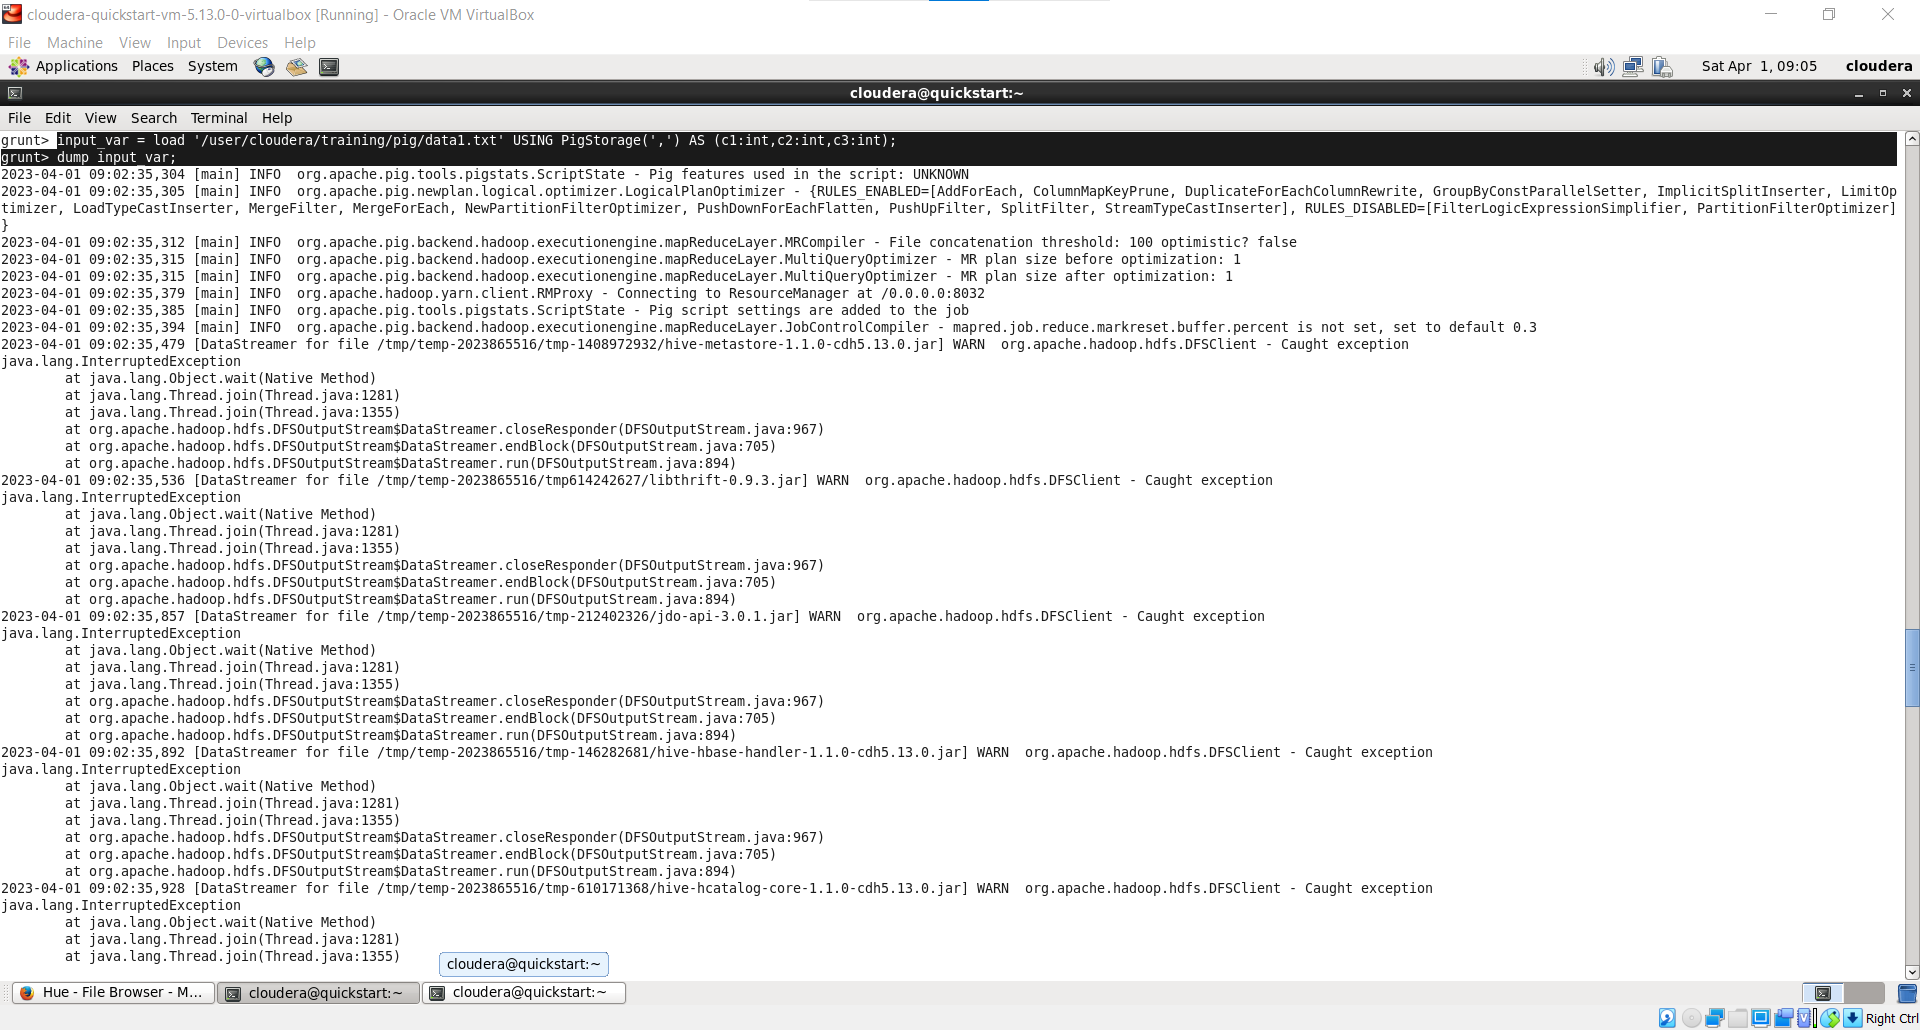 cloudera-quickstart-vm-5.13.0-0-virtualbox [Running] - Oracle VM VirtualBox
File Machine View Input Devices Help
Applications Places System Sat Apr 1, 09:05 cloudera
cloudera@quickstart:~
File Edit View Search Terminal Help
grunt> input_var = load '/user/cloudera/training/pig/data1.txt' USING PigStorage(',') AS (c1:int,c2:int,c3:int);
grunt> dump input_var;
2023-04-01 09:02:35,304 [main] INFO  org.apache.pig.tools.pigstats.ScriptState - Pig features used in the script: UNKNOWN
2023-04-01 09:02:35,305 [main] INFO  org.apache.pig.newplan.logical.optimizer.LogicalPlanOptimizer - {RULES_ENABLED=[AddForEach, ColumnMapKeyPrune, DuplicateForEachColumnRewrite, GroupByConstParallelSetter, ImplicitSplitInserter, LimitOp
timizer, LoadTypeCastInserter, MergeFilter, MergeForEach, NewPartitionFilterOptimizer, PushDownForEachFlatten, PushUpFilter, SplitFilter, StreamTypeCastInserter], RULES_DISABLED=[FilterLogicExpressionSimplifier, PartitionFilterOptimizer]
}
2023-04-01 09:02:35,312 [main] INFO  org.apache.pig.backend.hadoop.executionengine.mapReduceLayer.MRCompiler - File concatenation threshold: 100 optimistic? false
2023-04-01 09:02:35,315 [main] INFO  org.apache.pig.backend.hadoop.executionengine.mapReduceLayer.MultiQueryOptimizer - MR plan size before optimization: 1
2023-04-01 09:02:35,315 [main] INFO  org.apache.pig.backend.hadoop.executionengine.mapReduceLayer.MultiQueryOptimizer - MR plan size after optimization: 1
2023-04-01 09:02:35,379 [main] INFO  org.apache.hadoop.yarn.client.RMProxy - Connecting to ResourceManager at /0.0.0.0:8032
2023-04-01 09:02:35,385 [main] INFO  org.apache.pig.tools.pigstats.ScriptState - Pig script settings are added to the job
2023-04-01 09:02:35,394 [main] INFO  org.apache.pig.backend.hadoop.executionengine.mapReduceLayer.JobControlCompiler - mapred.job.reduce.markreset.buffer.percent is not set, set to default 0.3
2023-04-01 09:02:35,479 [DataStreamer for file /tmp/temp-2023865516/tmp-1408972932/hive-metastore-1.1.0-cdh5.13.0.jar] WARN  org.apache.hadoop.hdfs.DFSClient - Caught exception
java.lang.InterruptedException
at java.lang.Object.wait(Native Method)
at java.lang.Thread.join(Thread.java:1281)
at java.lang.Thread.join(Thread.java:1355)
at org.apache.hadoop.hdfs.DFSOutputStream$DataStreamer.closeResponder(DFSOutputStream.java:967)
at org.apache.hadoop.hdfs.DFSOutputStream$DataStreamer.endBlock(DFSOutputStream.java:705)
at org.apache.hadoop.hdfs.DFSOutputStream$DataStreamer.run(DFSOutputStream.java:894)
2023-04-01 09:02:35,536 [DataStreamer for file /tmp/temp-2023865516/tmp614242627/libthrift-0.9.3.jar] WARN  org.apache.hadoop.hdfs.DFSClient - Caught exception
java.lang.InterruptedException
at java.lang.Object.wait(Native Method)
at java.lang.Thread.join(Thread.java:1281)
at java.lang.Thread.join(Thread.java:1355)
at org.apache.hadoop.hdfs.DFSOutputStream$DataStreamer.closeResponder(DFSOutputStream.java:967)
at org.apache.hadoop.hdfs.DFSOutputStream$DataStreamer.endBlock(DFSOutputStream.java:705)
at org.apache.hadoop.hdfs.DFSOutputStream$DataStreamer.run(DFSOutputStream.java:894)
2023-04-01 09:02:35,857 [DataStreamer for file /tmp/temp-2023865516/tmp-212402326/jdo-api-3.0.1.jar] WARN  org.apache.hadoop.hdfs.DFSClient - Caught exception
java.lang.InterruptedException
at java.lang.Object.wait(Native Method)
at java.lang.Thread.join(Thread.java:1281)
at java.lang.Thread.join(Thread.java:1355)
at org.apache.hadoop.hdfs.DFSOutputStream$DataStreamer.closeResponder(DFSOutputStream.java:967)
at org.apache.hadoop.hdfs.DFSOutputStream$DataStreamer.endBlock(DFSOutputStream.java:705)
at org.apache.hadoop.hdfs.DFSOutputStream$DataStreamer.run(DFSOutputStream.java:894)
2023-04-01 09:02:35,892 [DataStreamer for file /tmp/temp-2023865516/tmp-146282681/hive-hbase-handler-1.1.0-cdh5.13.0.jar] WARN  org.apache.hadoop.hdfs.DFSClient - Caught exception
java.lang.InterruptedException
at java.lang.Object.wait(Native Method)
at java.lang.Thread.join(Thread.java:1281)
at java.lang.Thread.join(Thread.java:1355)
at org.apache.hadoop.hdfs.DFSOutputStream$DataStreamer.closeResponder(DFSOutputStream.java:967)
at org.apache.hadoop.hdfs.DFSOutputStream$DataStreamer.endBlock(DFSOutputStream.java:705)
at org.apache.hadoop.hdfs.DFSOutputStream$DataStreamer.run(DFSOutputStream.java:894)
2023-04-01 09:02:35,928 [DataStreamer for file /tmp/temp-2023865516/tmp-610171368/hive-hcatalog-core-1.1.0-cdh5.13.0.jar] WARN  org.apache.hadoop.hdfs.DFSClient - Caught exception
java.lang.InterruptedException
at java.lang.Object.wait(Native Method)
at java.lang.Thread.join(Thread.java:1281)
at java.lang.Thread.join(Thread.java:1355)
cloudera@quickstart:~
Hue - File Browser - M... cloudera@quickstart:~ cloudera@quickstart:~
Right Ctrl